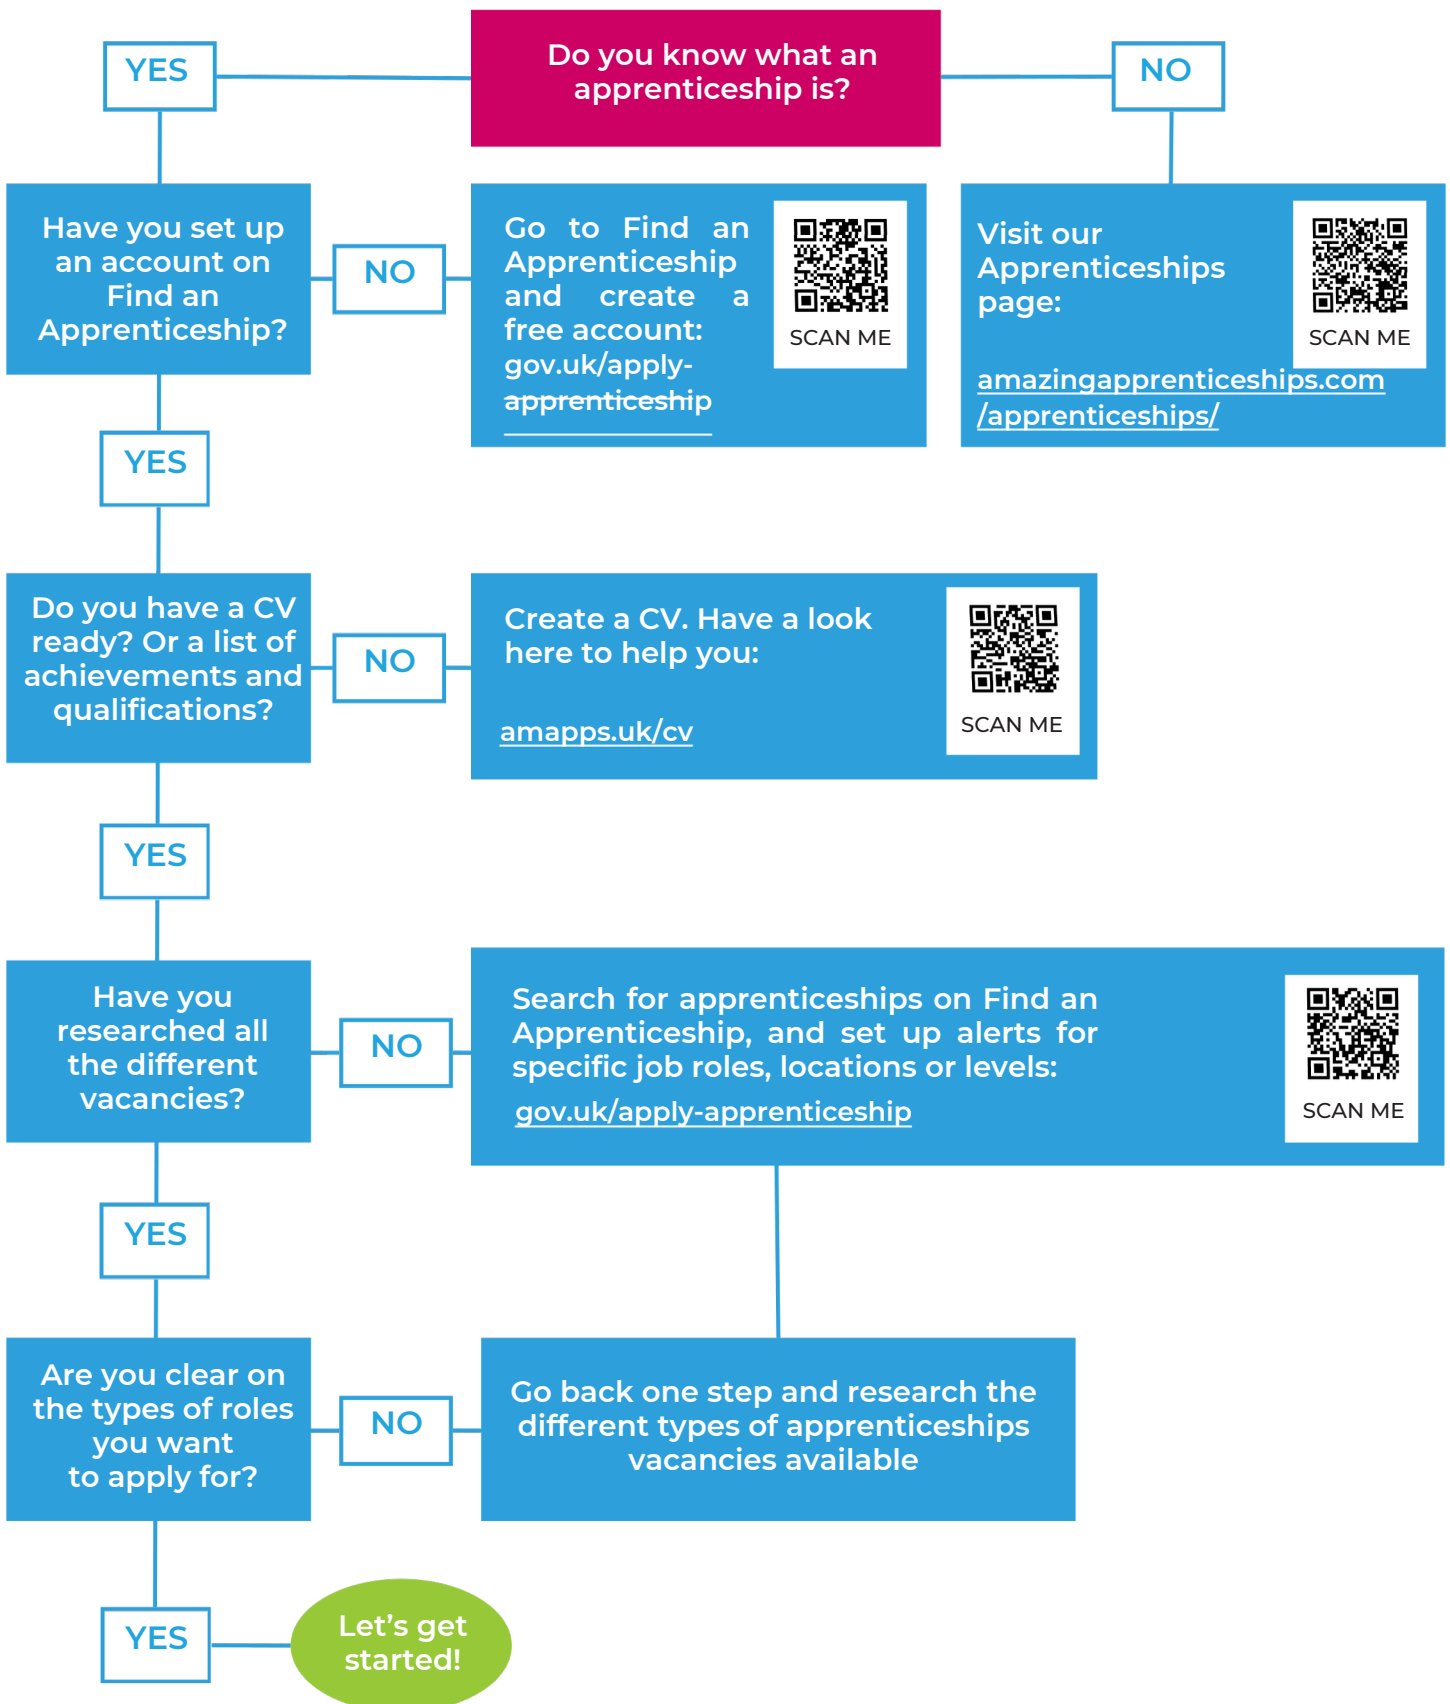 Do you know what an
apprenticeship is?
YES
NO
Have you set up
an account on
Find an
Apprenticeship?
NO
Go to Find an
Apprenticeship
and create a
free account:
gov.uk/apply-
apprenticeship
SCAN ME
Visit our
Apprenticeships
page:
amazingapprenticeships.com
/apprenticeships/
SCAN ME
YES
Do you have a CV
ready? Or a list of
achievements and
qualifications?
NO
Create a CV. Have a look
here to help you:
amapps.uk/cv
SCAN ME
YES
Have you
researched all
the different
vacancies?
NO
Search for apprenticeships on Find an
Apprenticeship, and set up alerts for
specific job roles, locations or levels:
gov.uk/apply-apprenticeship
SCAN ME
YES
Are you clear on
the types of roles
you want
to apply for?
NO
Go back one step and research the
different types of apprenticeships
vacancies available
YES
Let’s get
started!